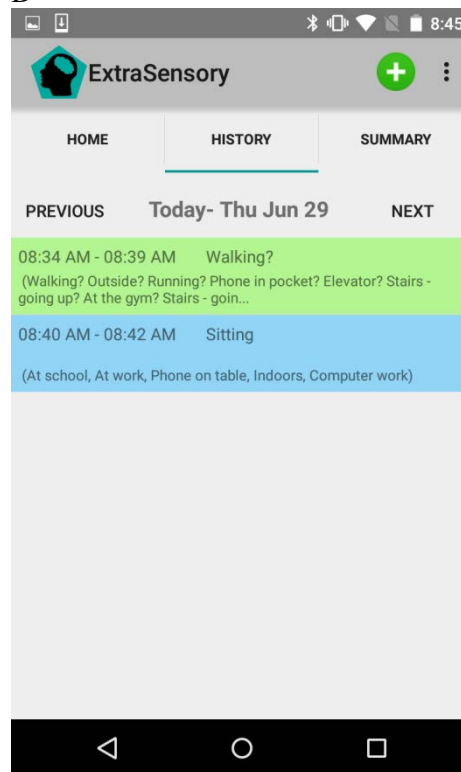 8:45
ExtraSensory
HOME HISTORY SUMMARY
PREVIOUS Today- Thu Jun 29 NEXT
08:34 AM - 08:39 AM Walking?
(Walking? Outside? Running? Phone in pocket? Elevator? Stairs -
going up? At the gym? Stairs - goin...
08:40 AM - 08:42 AM Sitting
(At school, At work, Phone on table, Indoors, Computer work)